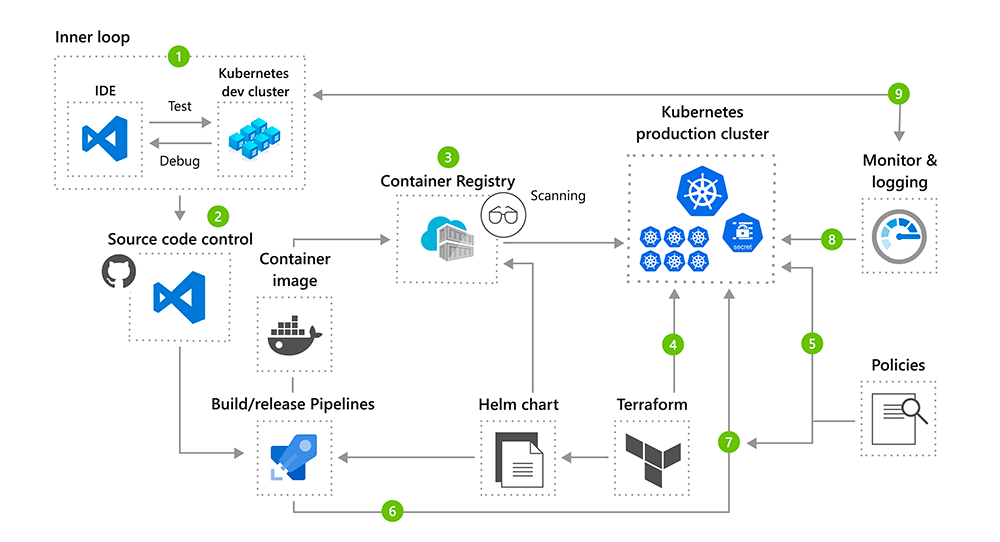 Inner loop
1
IDE
Test
Debug
Kubernetes
dev cluster
9
Kubernetes
production cluster
secret
Monitor &
logging
3
Container Registry
Scanning
2
Source code control
Container
image
8
4
5
Policies
Build/release Pipelines
Helm chart
Terraform
7
6